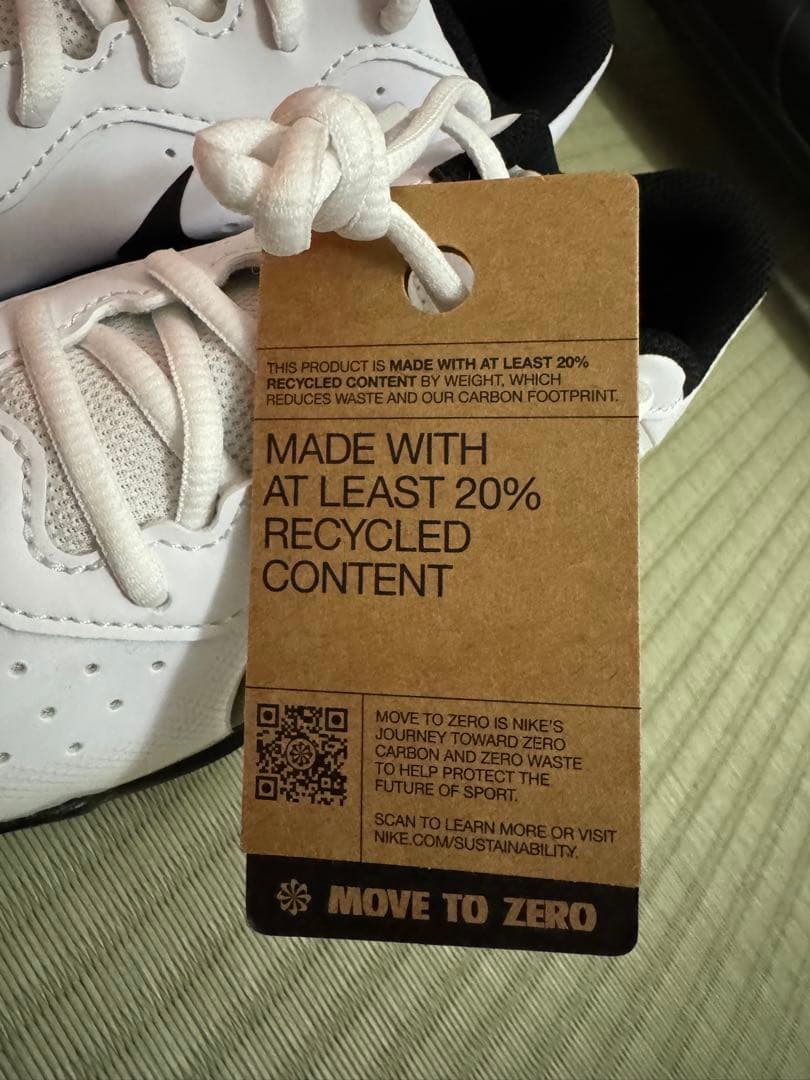 THIS PRODUCT IS MADE WITH AT LEAST 20%
RECYCLED CONTENT BY WEIGHT, WHICH
REDUCES WASTE AND OUR CARBON FOOTPRINT.
MADE WITH
AT LEAST 20%
RECYCLED
CONTENT
MOVE TO ZERO IS NIKE'S
JOURNEY TOWARD ZERO
CARBON AND ZERO WASTE
TO HELP PROTECT THE
FUTURE OF SPORT.
SCAN TO LEARN MORE OR VISIT
NIKE.COM/SUSTAINABILITY.
MOVE TO ZERO